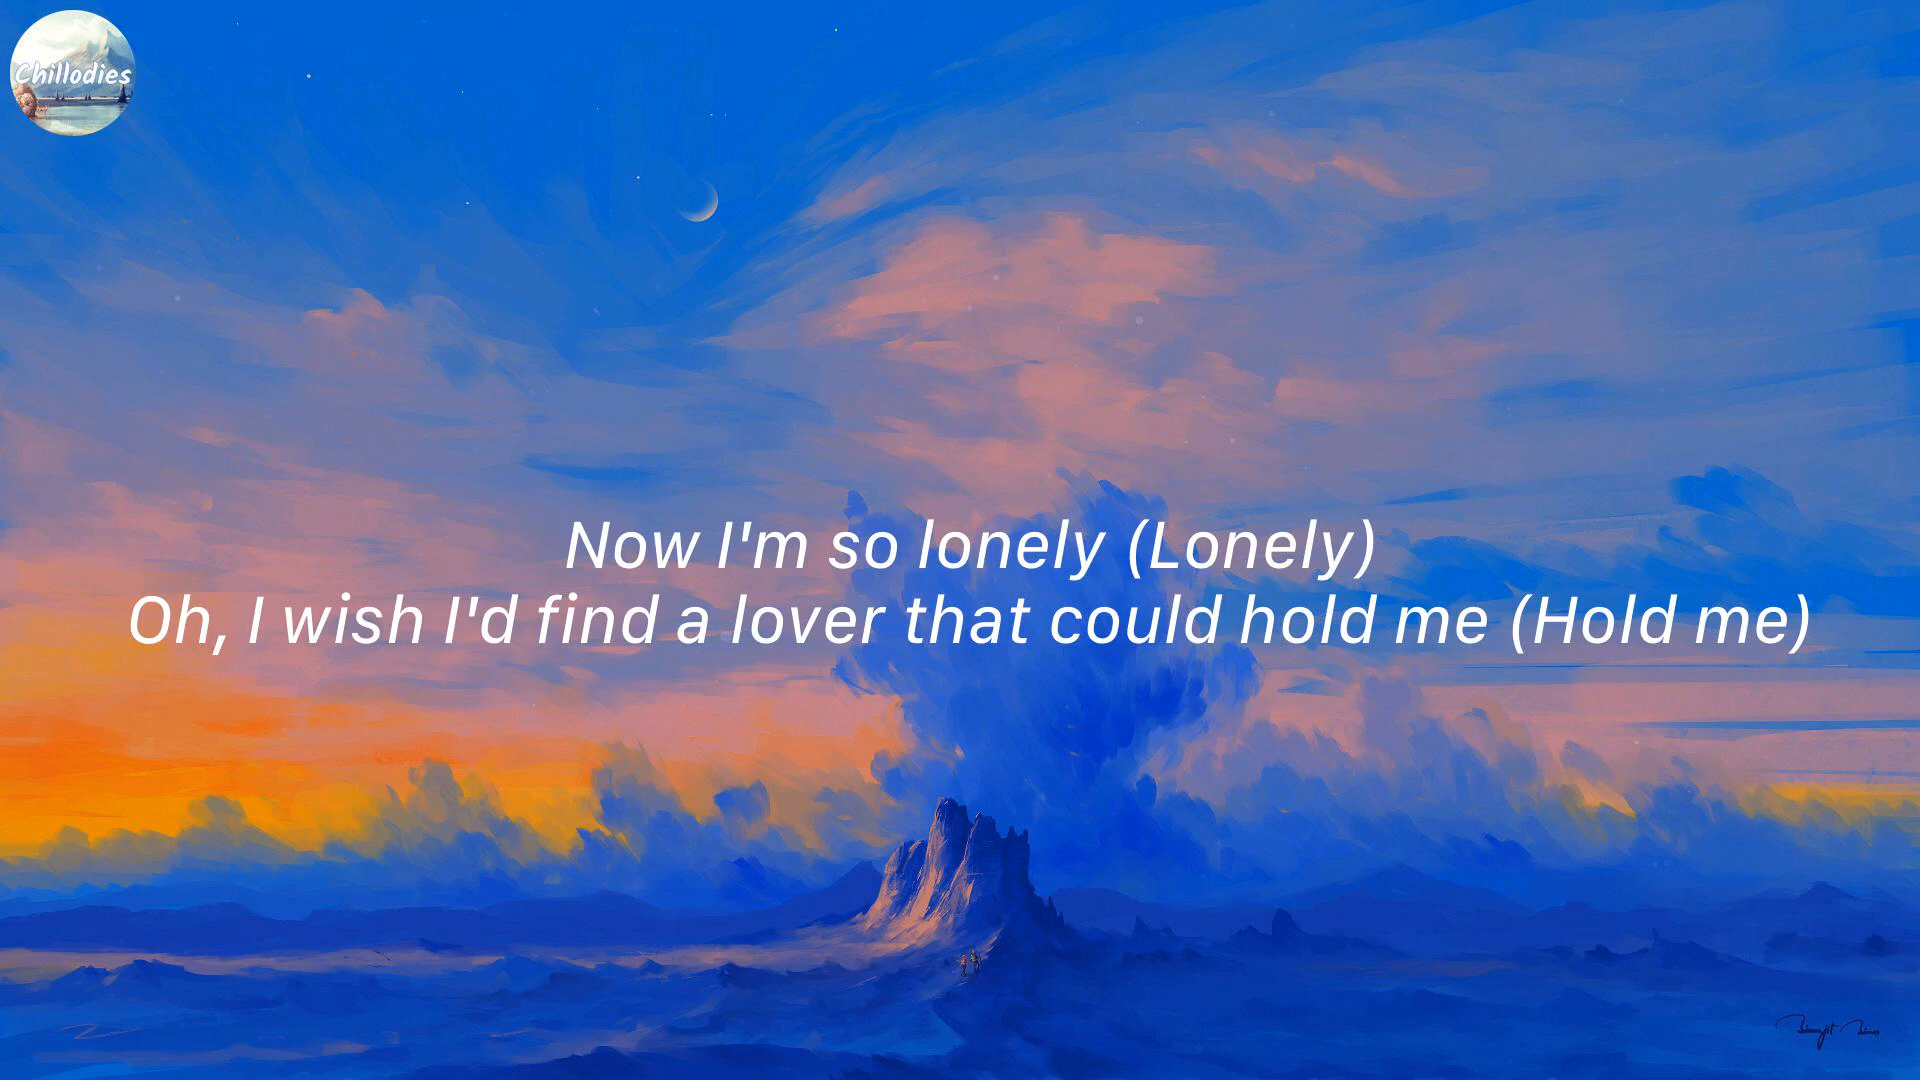 Chillodies
Now I'm so lonely (Lonely)
Oh, I wish I'd find a lover that could hold me (Hold me)